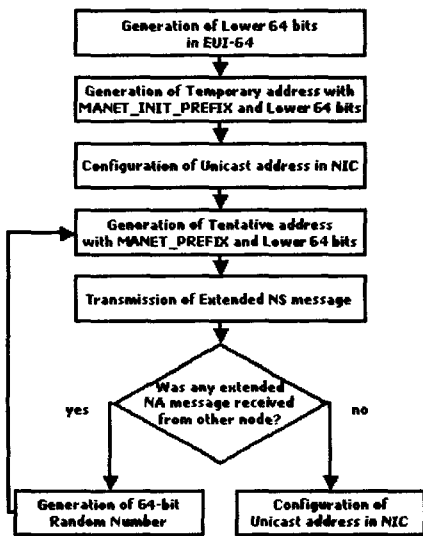 Generation of Lower 64 bits
in EUI-64
Generation of Temporary address with
MANET_INIT_PREFIX and Lower 64 bits
Configuration of Unicast address in NIC
Generation of Tentative address
with MANET_PREFIX and Lower 64 bits
Transmission of Extended NS message
Was any extended
NA message received
from other node?
yes
no
Generation of 64-bit
Random Number
Configuration of
Unicast address in NIC